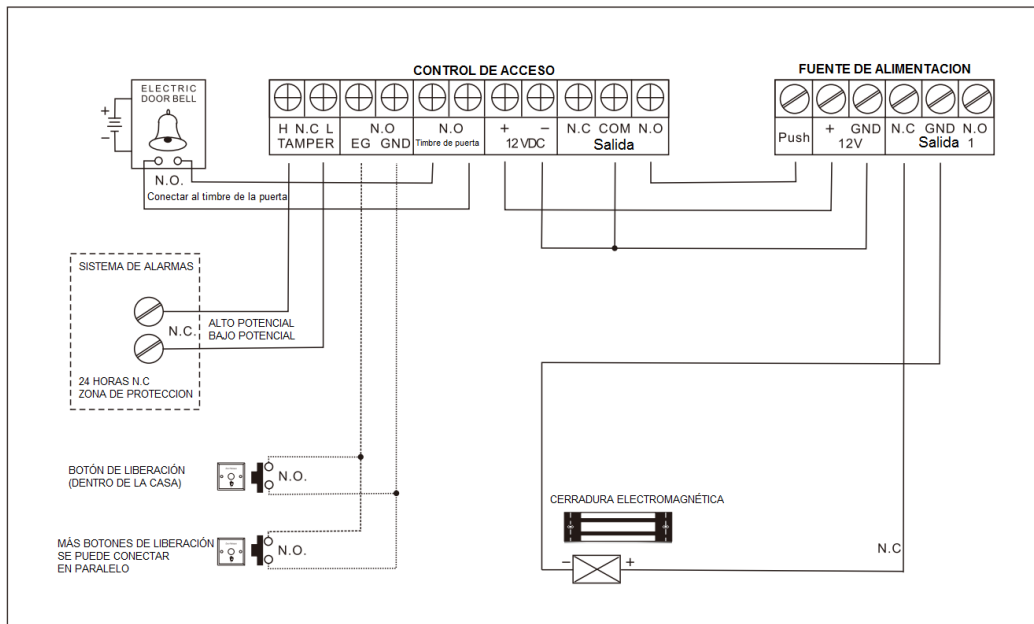 CONTROL DE ACCESO
FUENTE DE ALIMENTACION
ELECTRIC
DOOR BELL
+
−
N.O.
Conectar al timbre de la puerta
H N.C L
TAMPER
N.O
EG GND
N.O
Timbre de puerta
+ −
12VDC
N.C COM N.O
Salida
Push
+ GND
12V
N.C GND N.O
Salida 1
SISTEMA DE ALARMAS
N.C.
ALTO POTENCIAL
BAJO POTENCIAL
24 HORAS N.C
ZONA DE PROTECCION
BOTÓN DE LIBERACIÓN
(DENTRO DE LA CASA)
N.O.
MÁS BOTONES DE LIBERACIÓN
SE PUEDE CONECTAR
EN PARALELO
N.O.
CERRADURA ELECTROMAGNÉTICA
− +
N.C